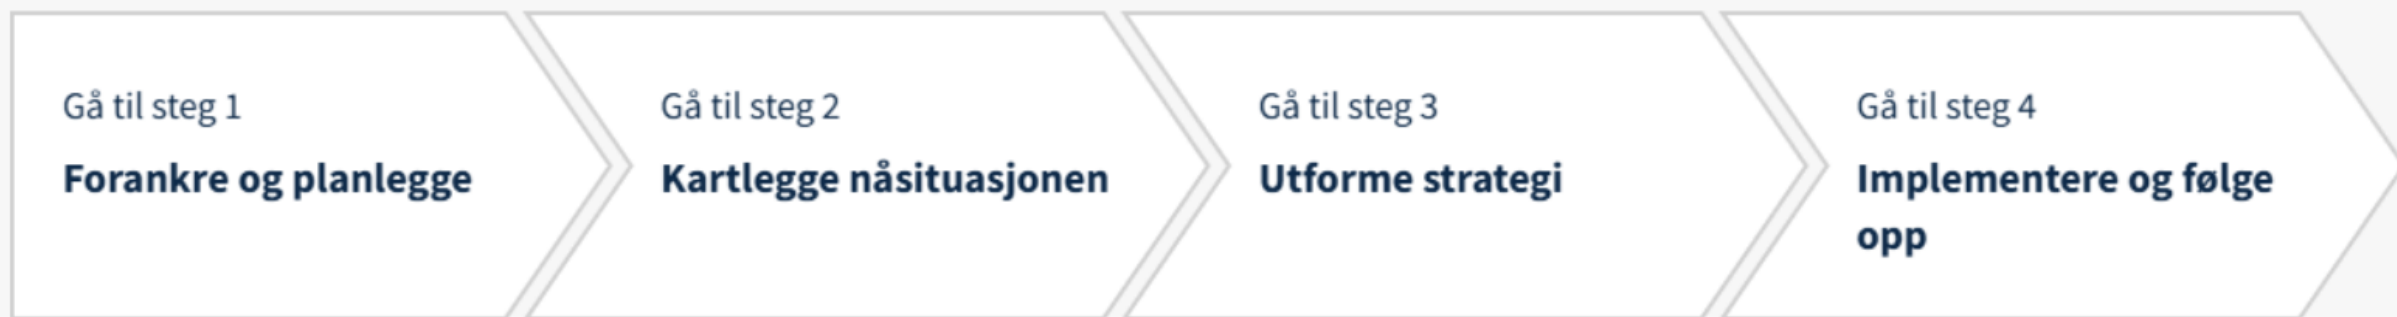 Gå til steg 1
Forankre og planlegge
Gå til steg 2
Kartlegge nåsituasjonen
Gå til steg 3
Utforme strategi
Gå til steg 4
Implementere og følge
opp